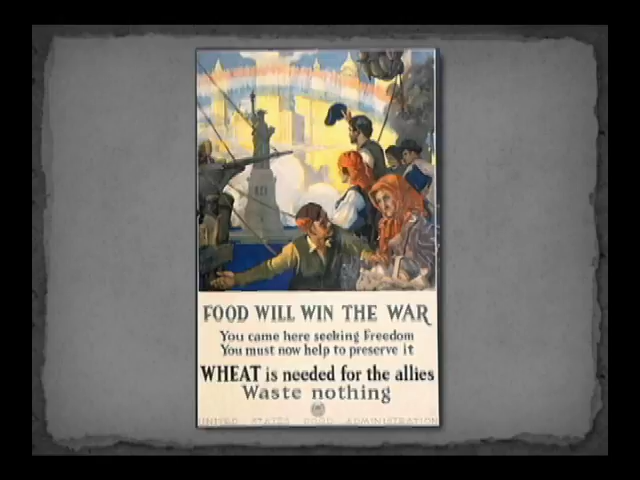 FOOD WILL WIN THE WAR
You came here seeking Freedom
You must now help to preserve it
WHEAT is needed for the allies
Waste nothing
UNITED STATES FOOD ADMINISTRATION